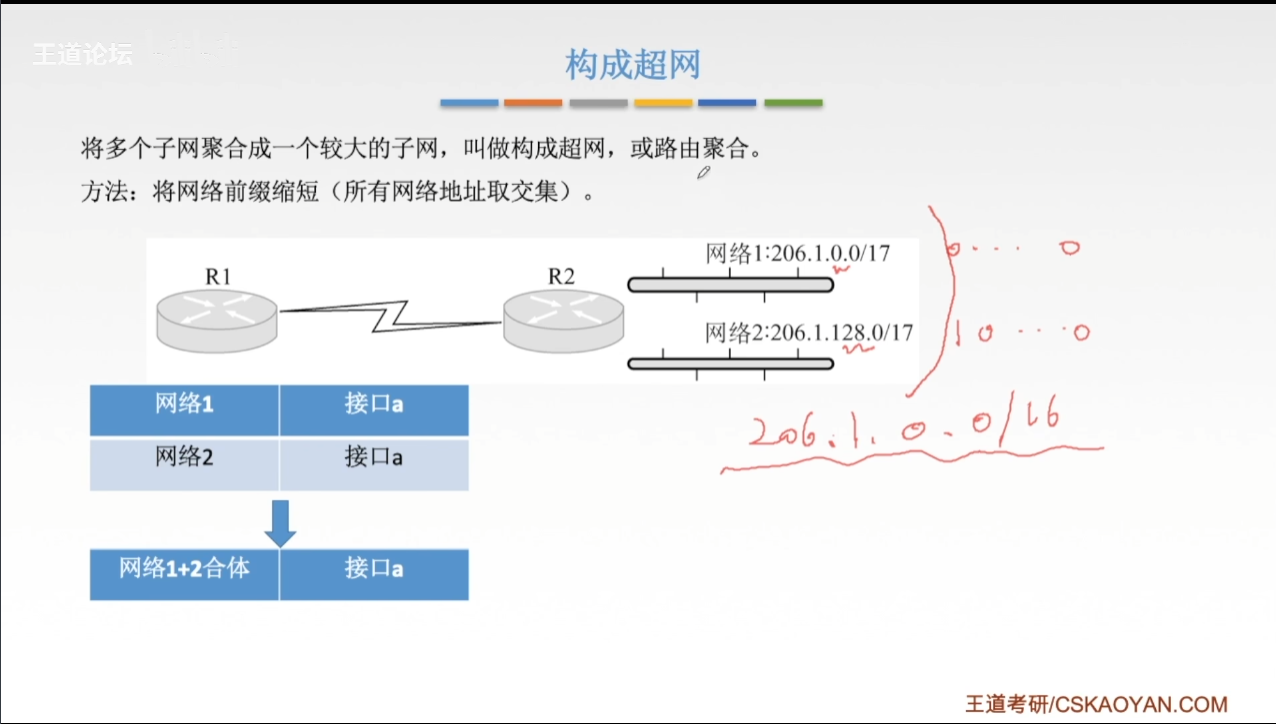 王道论坛
构成超网
将多个子网聚合成一个较大的子网，叫做构成超网，或路由聚合。
方法：将网络前缀缩短（所有网络地址取交集）。
网络1:206.1.0.0/17
0 · · · 0
R1
R2
网络2:206.1.128.0/17
1 0 · · · 0
网络1 接口a
206.1.0.0/16
网络2 接口a
网络1+2合体 接口a
王道考研/CSKAOYAN.COM